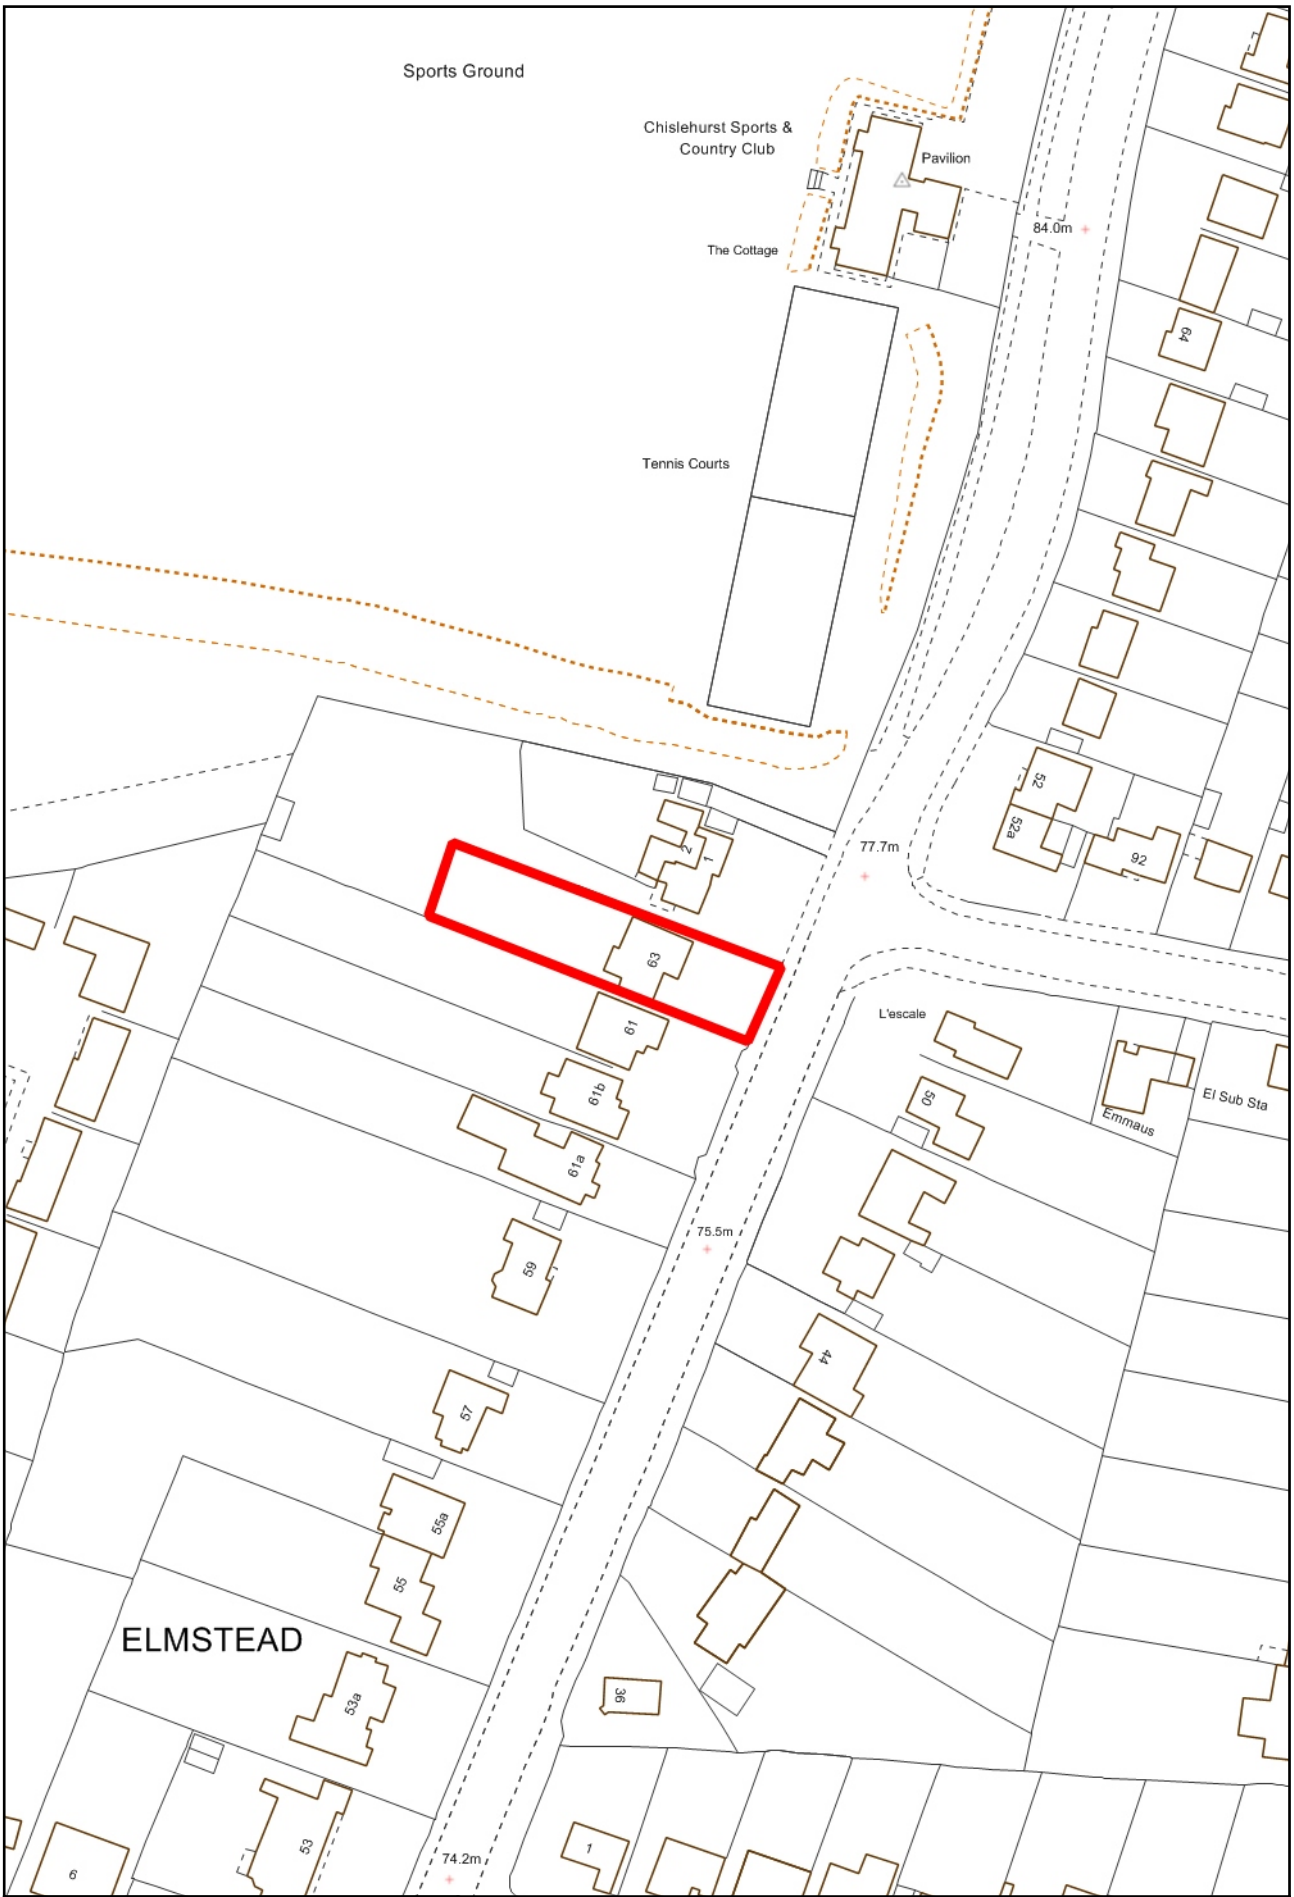 Sports Ground
Chislehurst Sports &
Country Club
Pavilion
84.0m
The Cottage
64
Tennis Courts
52
52a
92
77.7m
2
1
63
61
L'escale
61b
50
El Sub Sta
Emmaus
61a
75.5m
59
44
57
55a
55
ELMSTEAD
36
53a
53
1
74.2m
6